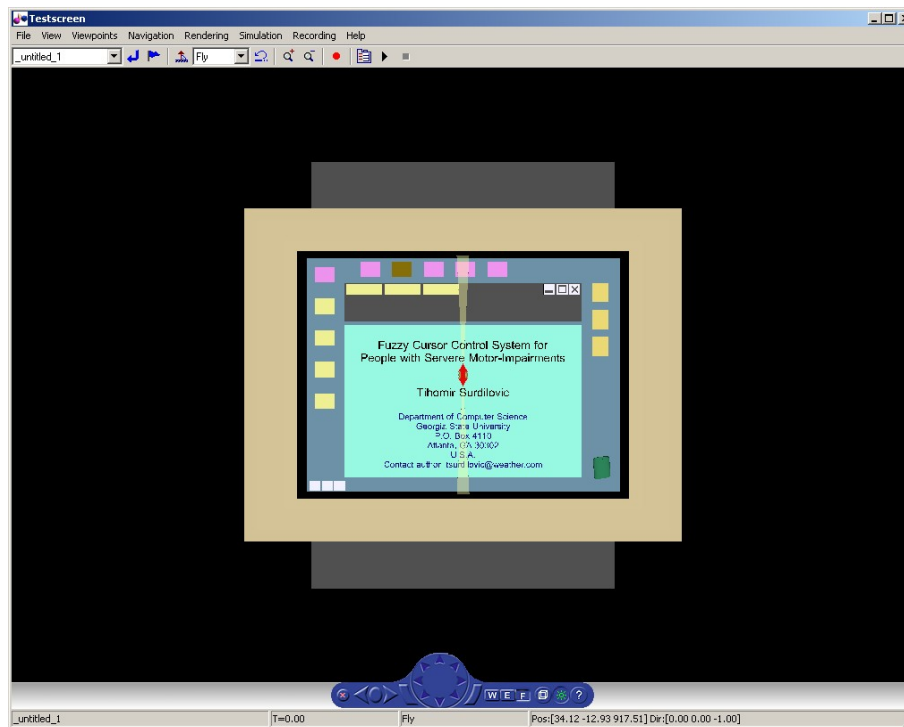 Testscreen
File View Viewpoints Navigation Rendering Simulation Recording Help
_untitled_1 Fly
Fuzzy Cursor Control System for
People with Servere Motor-Impairments
Tihomir Surdilovic
Department of Computer Science
Georgia State University
P.O. Box 4110
Atlanta, GA 30302
U.S.A.
Contact author: tsurdilovic@weather.com
W E F ?
_untitled_1 T=0.00 Fly Pos:[34.12 -12.93 917.51] Dir:[0.00 0.00 -1.00]